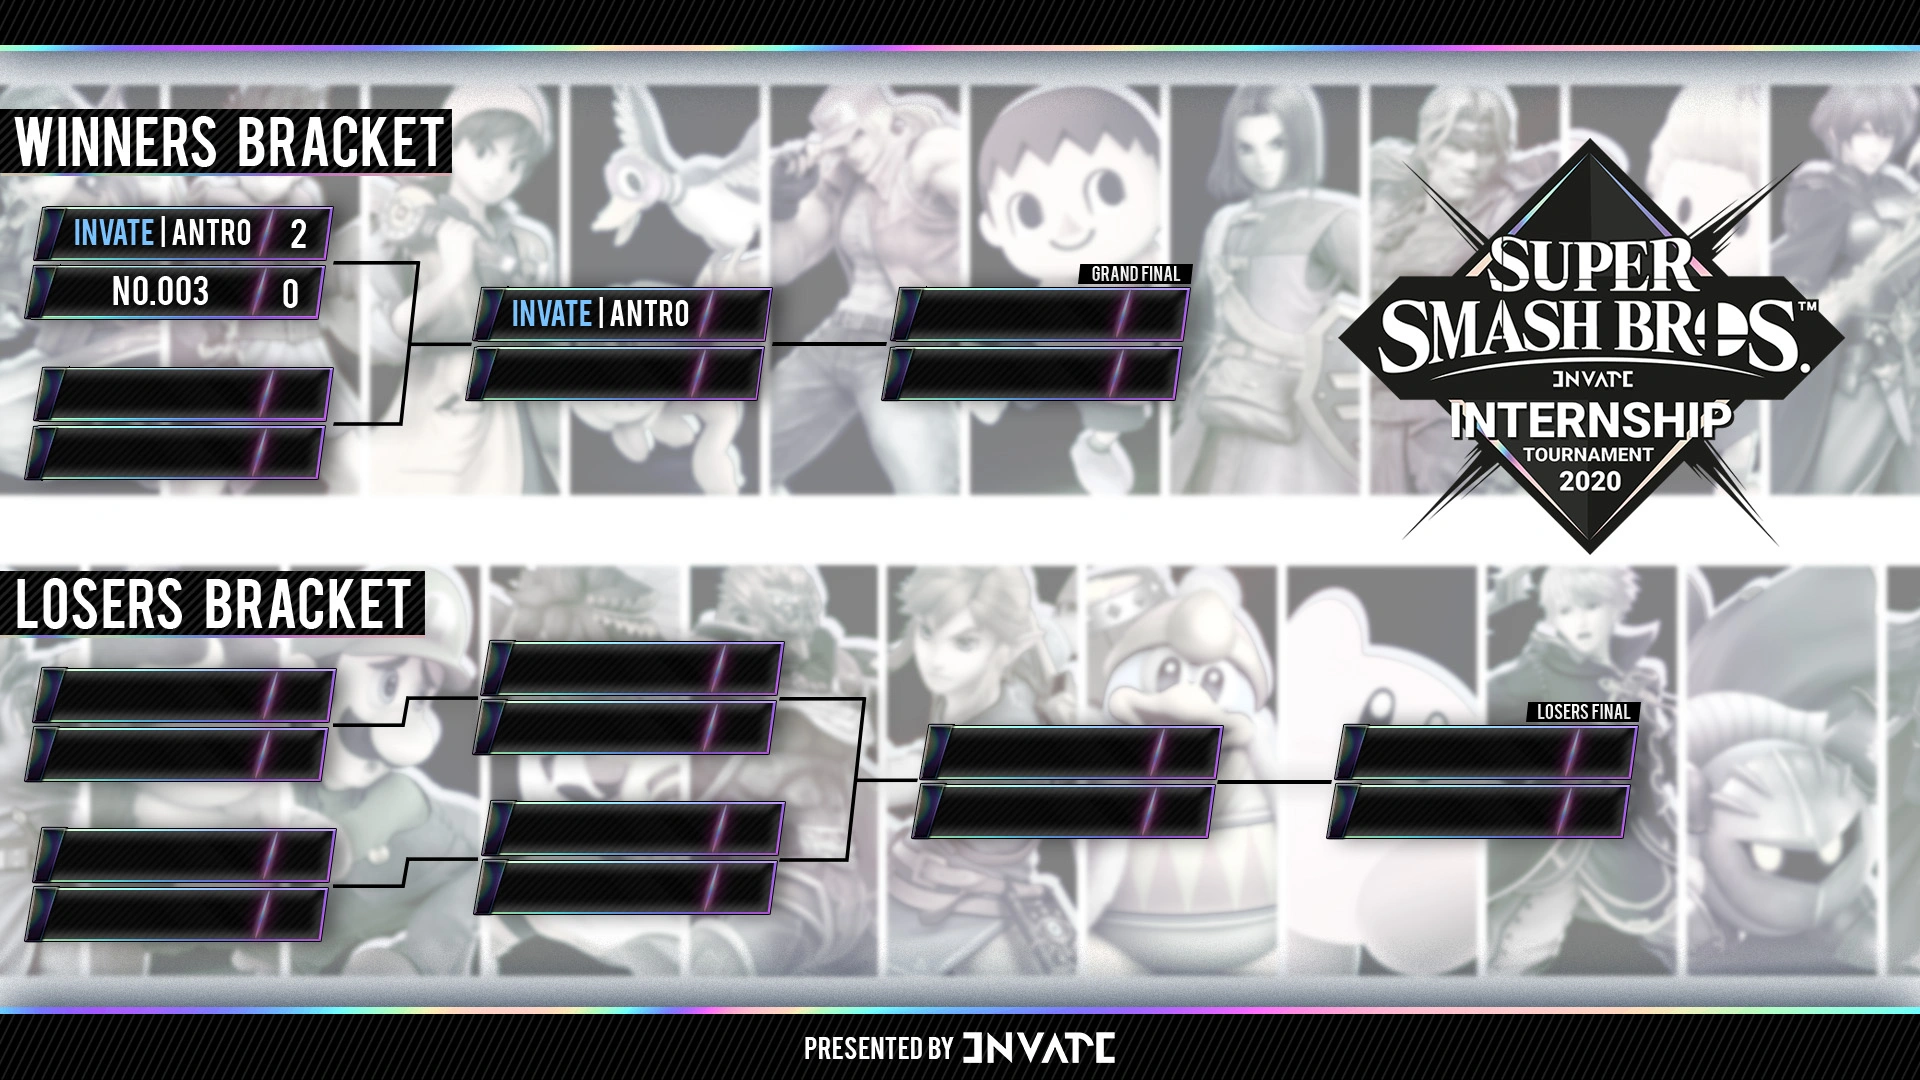 WINNERS BRACKET
INVATE | ANTRO 2
NO.003 0
INVATE | ANTRO
GRAND FINAL
SUPER
SMASH BROS.™
INVATE
INTERNSHIP
TOURNAMENT
2020
LOSERS BRACKET
LOSERS FINAL
PRESENTED BY INVATE